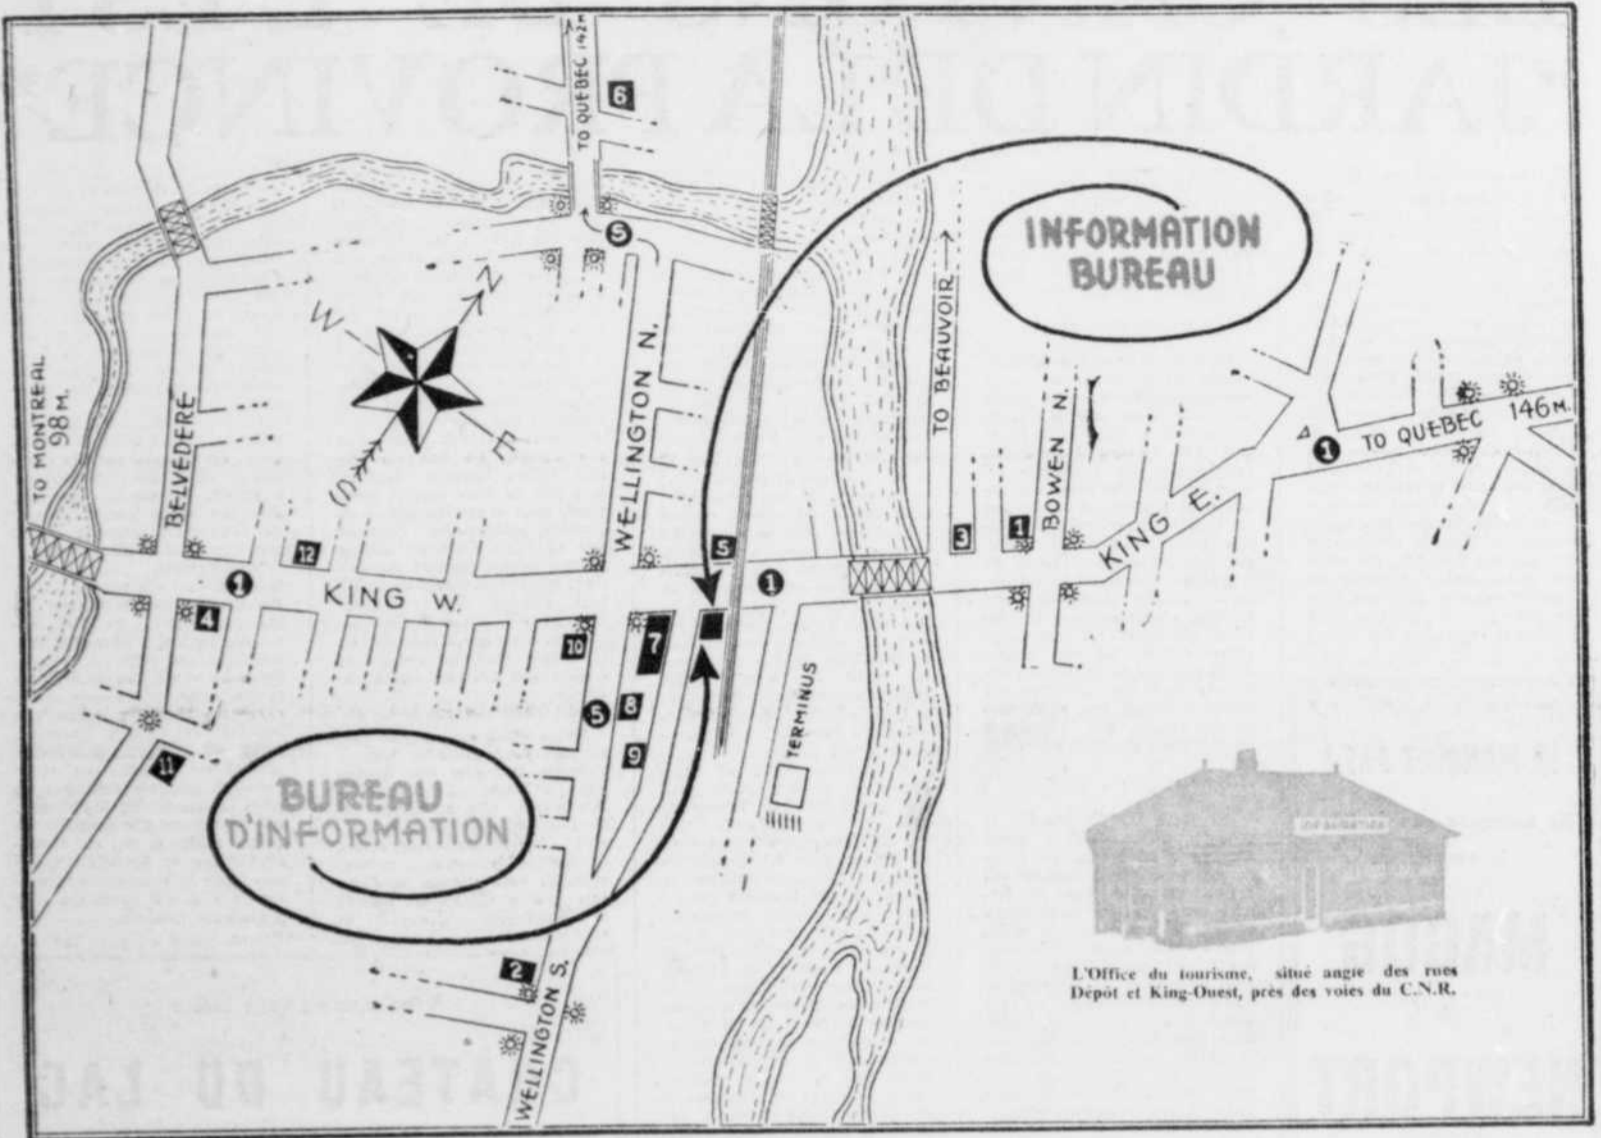 TO QUEBEC 142 M.
6
5
INFORMATION
BUREAU
W
N
E
S
TO MONTREAL
98 M.
BELVEDERE
WELLINGTON N.
TO BEAUVOIR
BOWEN N.
1
TO QUEBEC 146 M.
12
5
3
1
KING E.
1
KING W.
1
4
10
7
8
5
9
TERMINUS
11
BUREAU
D'INFORMATION
2
WELLINGTON S.
INFORMATION
L'Office du tourisme, situé angle des rues
Dépôt et King-Ouest, près des voies du C.N.R.